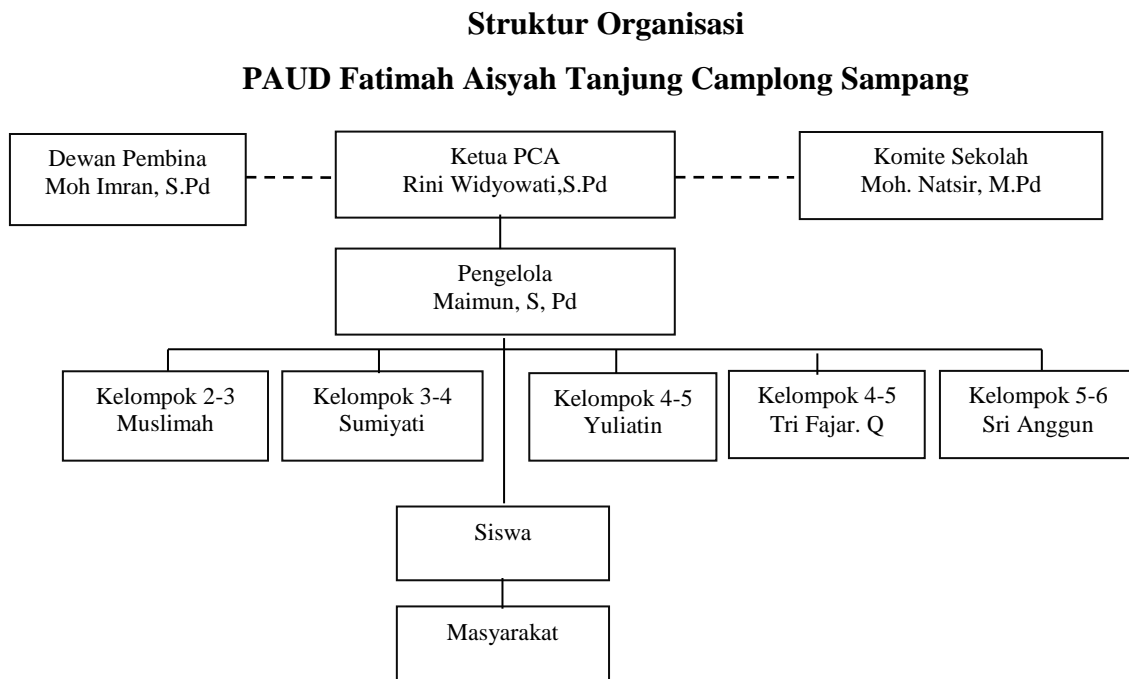 Struktur Organisasi
PAUD Fatimah Aisyah Tanjung Camplong Sampang
Dewan Pembina
Moh Imran, S.Pd
Ketua PCA
Rini Widyowati,S.Pd
Komite Sekolah
Moh. Natsir, M.Pd
Pengelola
Maimun, S, Pd
Kelompok 2-3
Muslimah
Kelompok 3-4
Sumiyati
Kelompok 4-5
Yuliatin
Kelompok 4-5
Tri Fajar. Q
Kelompok 5-6
Sri Anggun
Siswa
Masyarakat